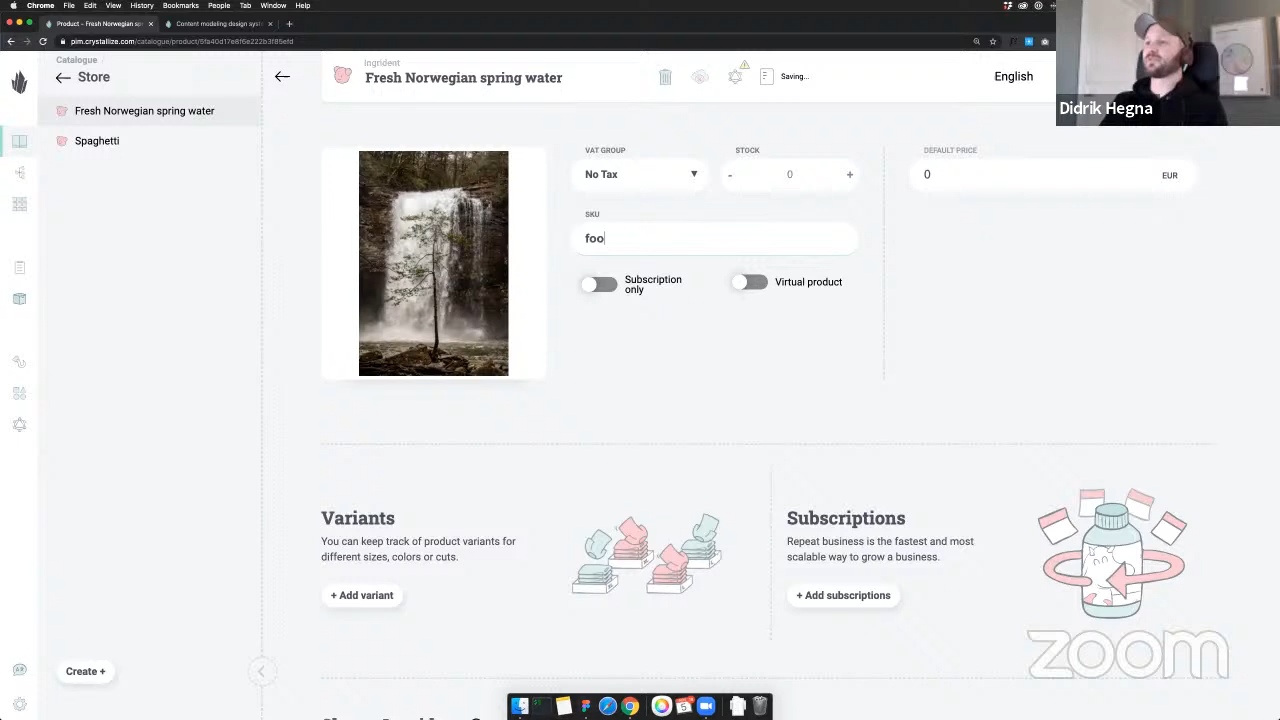 Chrome File Edit View History Bookmarks People Tab Window Help
Product – Fresh Norwegian sp
Content modeling design syst
pim.crystallize.com/catalogue/product/5fa40d17e8f6e222b3f85efd
Catalogue
Store
Ingrident
Fresh Norwegian spring water
Saving...
English
Didrik Hegna
Fresh Norwegian spring water
Spaghetti
VAT GROUP
STOCK
DEFAULT PRICE
No Tax
- 0 +
0 EUR
SKU
foo
Subscription
only
Virtual product
Variants
You can keep track of product variants for
different sizes, colors or cuts.
+ Add variant
Subscriptions
Repeat business is the fastest and most
scalable way to grow a business.
+ Add subscriptions
zoom
Create +